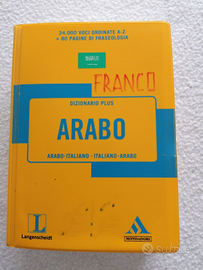 34.000 VOCI ORDINATE A-Z
+ 80 PAGINE DI FRASEOLOGIA
FRANCO
DIZIONARIO PLUS
ARABO
ARABO-ITALIANO • ITALIANO-ARABO
Langenscheidt
MONDADORI